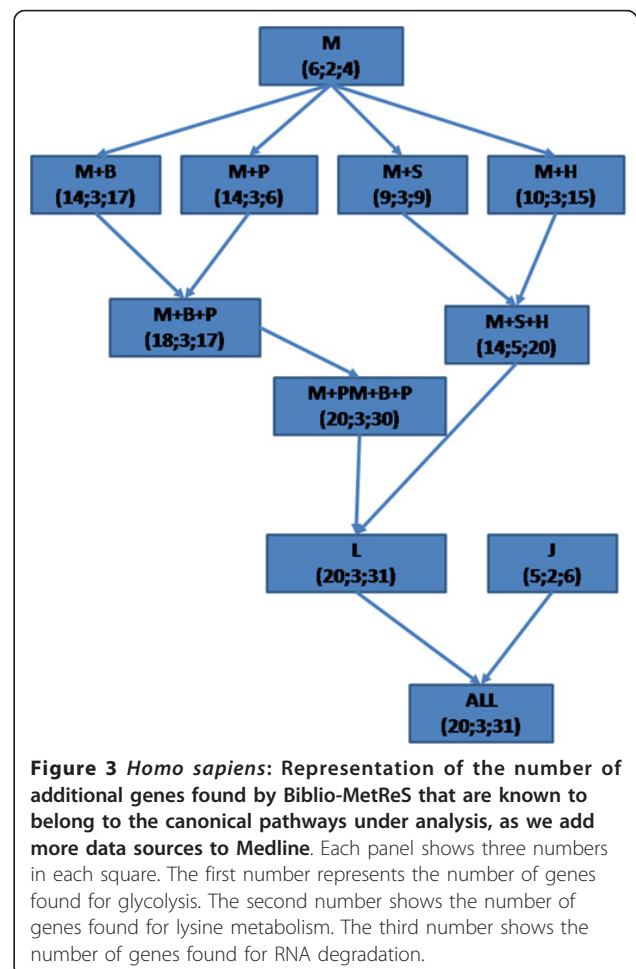 M
(6;2;4)
M+B
(14;3;17)
M+P
(14;3;6)
M+S
(9;3;9)
M+H
(10;3;15)
M+B+P
(18;3;17)
M+S+H
(14;5;20)
M+PM+B+P
(20;3;30)
L
(20;3;31)
J
(5;2;6)
ALL
(20;3;31)
Figure 3 Homo sapiens: Representation of the number of
additional genes found by Biblio-MetReS that are known to
belong to the canonical pathways under analysis, as we add
more data sources to Medline. Each panel shows three numbers
in each square. The first number represents the number of genes
found for glycolysis. The second number shows the number of
genes found for lysine metabolism. The third number shows the
number of genes found for RNA degradation.